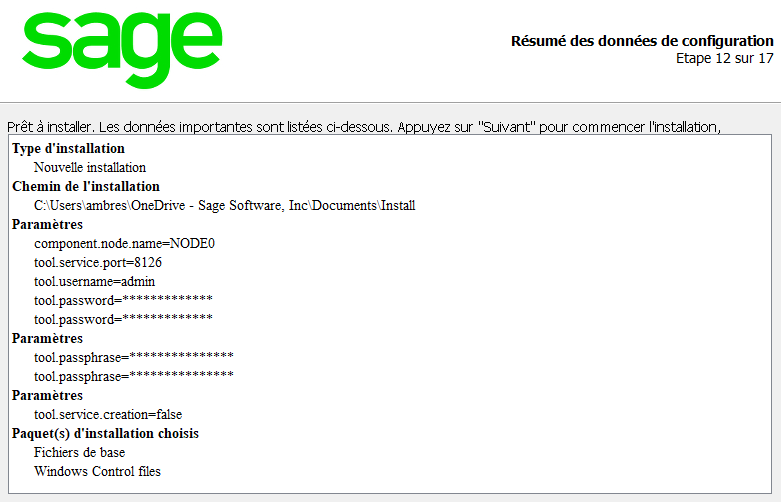 sage
Résumé des données de configuration
Etape 12 sur 17
Prêt à installer. Les données importantes sont listées ci-dessous. Appuyez sur "Suivant" pour commencer l'installation,
Type d'installation
Nouvelle installation
Chemin de l'installation
C:\Users\ambres\OneDrive - Sage Software, Inc\Documents\Install
Paramètres
component.node.name=NODE0
tool.service.port=8126
tool.username=admin
tool.password=*************
tool.password=*************
Paramètres
tool.passphrase=***************
tool.passphrase=***************
Paramètres
tool.service.creation=false
Paquet(s) d'installation choisis
Fichiers de base
Windows Control files